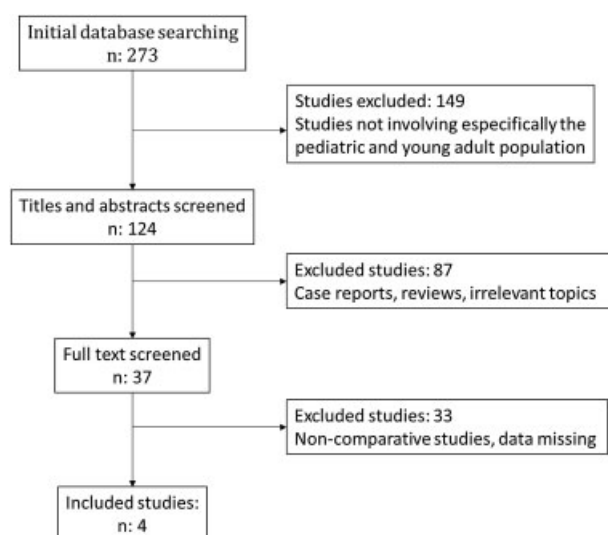 Initial database searching
n: 273
Studies excluded: 149
Studies not involving especifically the
pediatric and young adult population
Titles and abstracts screened
n: 124
Excluded studies: 87
Case reports, reviews, irrelevant topics
Full text screened
n: 37
Excluded studies: 33
Non-comparative studies, data missing
Included studies:
n: 4